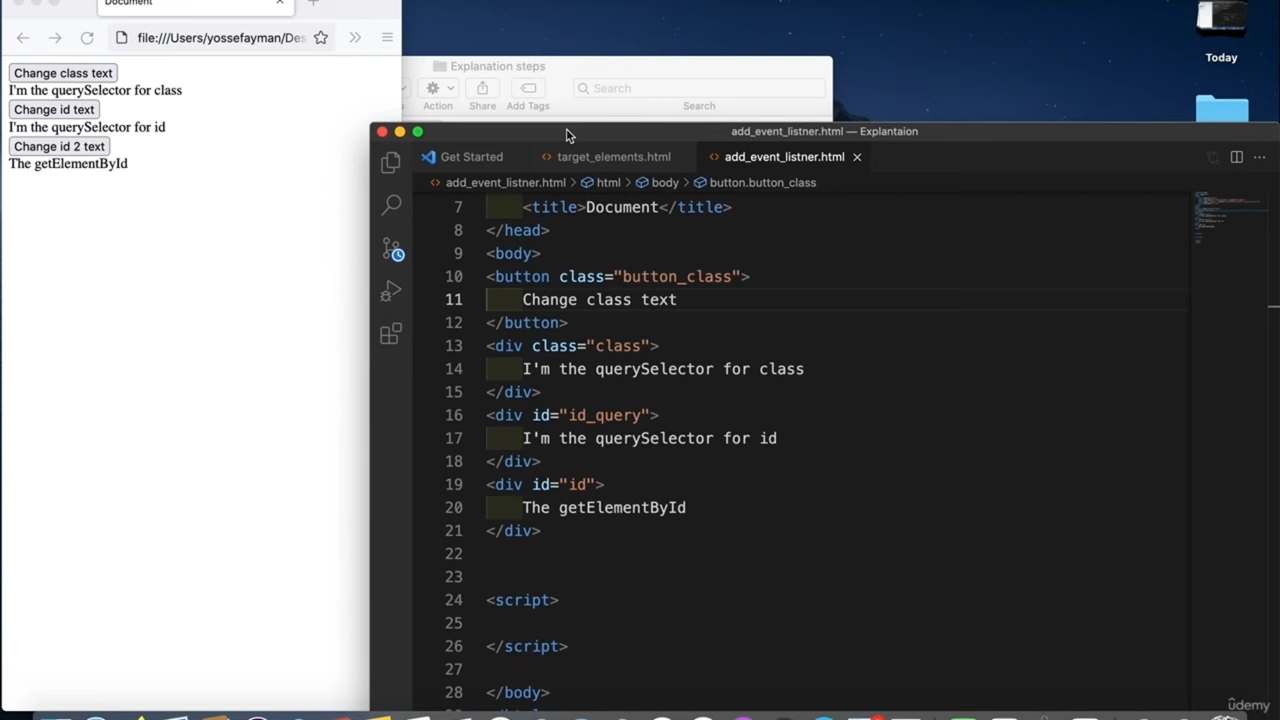 Document
file:///Users/yossefayman/Des
Change class text
I'm the querySelector for class
Change id text
I'm the querySelector for id
Change id 2 text
The getElementById
Explanation steps
Search
Action
Share
Add Tags
Search
Today
add_event_listner.html — Explantaion
Get Started
target_elements.html
add_event_listner.html
add_event_listner.html > html > body > button.button_class
7 <title>Document</title>
8 </head>
9 <body>
10 <button class="button_class">
11 Change class text
12 </button>
13 <div class="class">
14 I'm the querySelector for class
15 </div>
16 <div id="id_query">
17 I'm the querySelector for id
18 </div>
19 <div id="id">
20 The getElementById
21 </div>
22
23
24 <script>
25
26 </script>
27
28 </body>
udemy